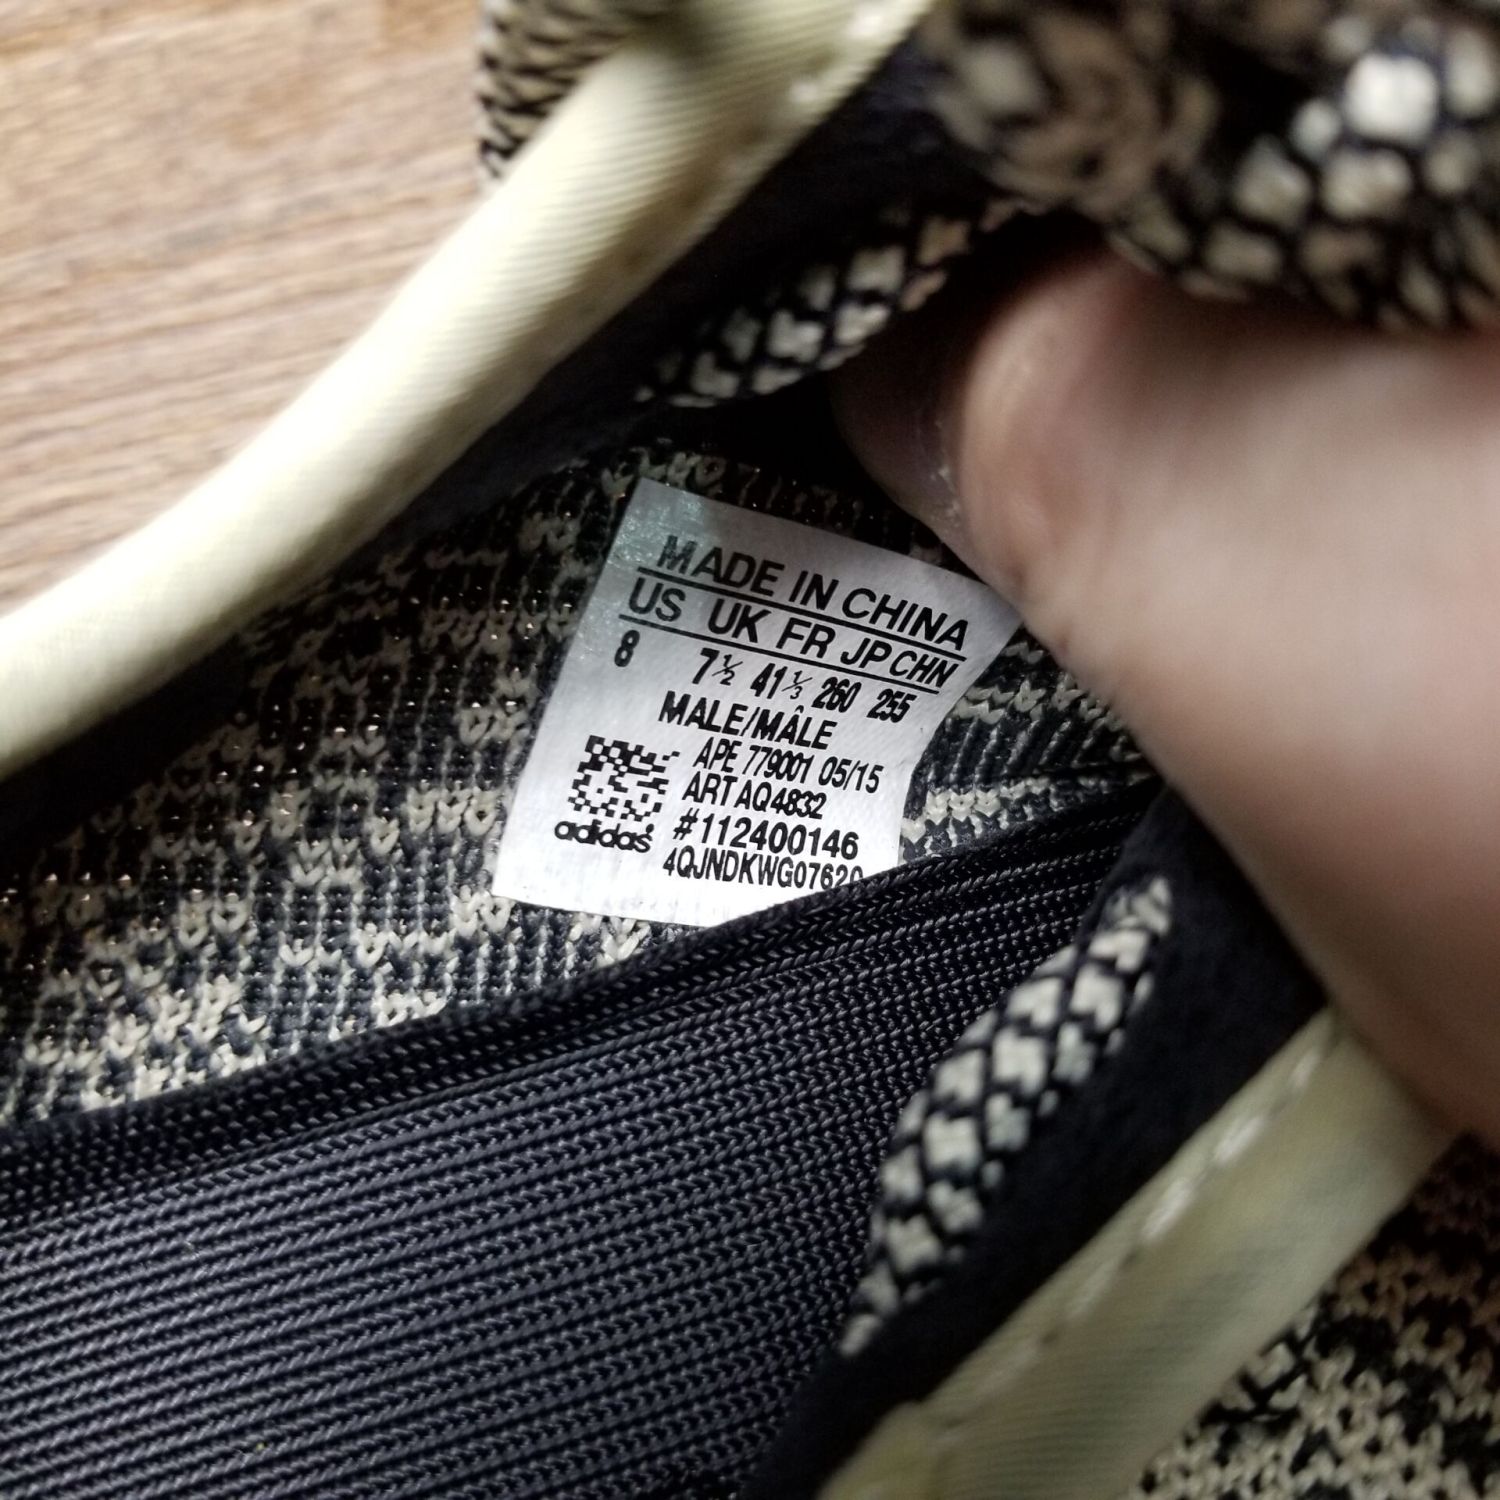 MADE IN CHINA
US UK FR JP CHN
8 7½ 41⅓ 260 255
MALE/MÂLE
APE 779001 05/15
ART AQ4832
#112400146
4QJNDKWG07620
adidas